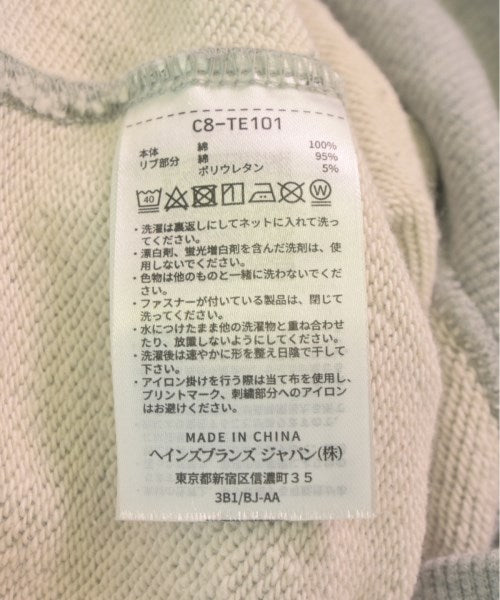 C8-TE101
本体 綿 100%
リブ部分 綿 95%
ポリウレタン 5%
40 W
・洗濯は裏返しにしてネットに入れて洗っ
てください。
・漂白剤、蛍光増白剤を含んだ洗剤は、使
用しないでください。
・色物は他のものと一緒に洗わないでくだ
さい。
・ファスナーが付いている製品は、閉じて
洗ってください。
・水につけたまま他の洗濯物と重ね合わせ
たり、放置しないようにしてください。
・洗濯後は速やかに形を整え日陰で干して
下さい。
・アイロン掛けを行う際は当て布を使用し、
プリントマーク、刺繍部分へのアイロン
はお避けください。
MADE IN CHINA
ヘインズブランズ ジャパン(株)
東京都新宿区信濃町35
3B1/BJ-AA